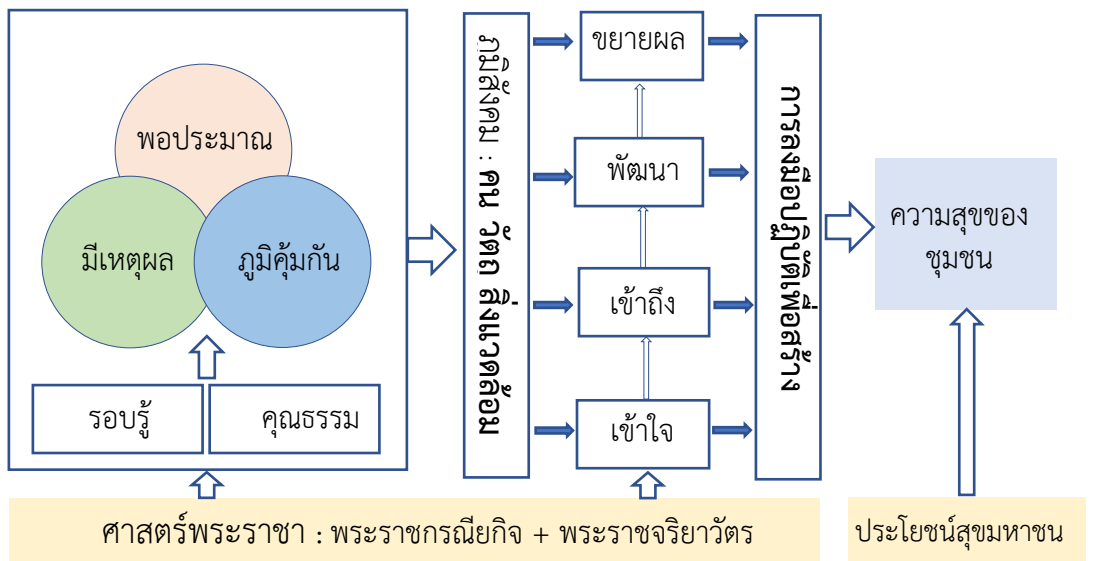 พอประมาณ
มีเหตุผล
ภูมิคุ้มกัน
รอบรู้
คุณธรรม
ภูมิสังคม : คน วัตถุ สิ่งแวดล้อม
ขยายผล
พัฒนา
เข้าถึง
เข้าใจ
การลงมือปฏิบัติเพื่อสร้าง
ความสุขของ
ชุมชน
ศาสตร์พระราชา : พระราชกรณียกิจ + พระราชจริยาวัตร
ประโยชน์สุขมหาชน